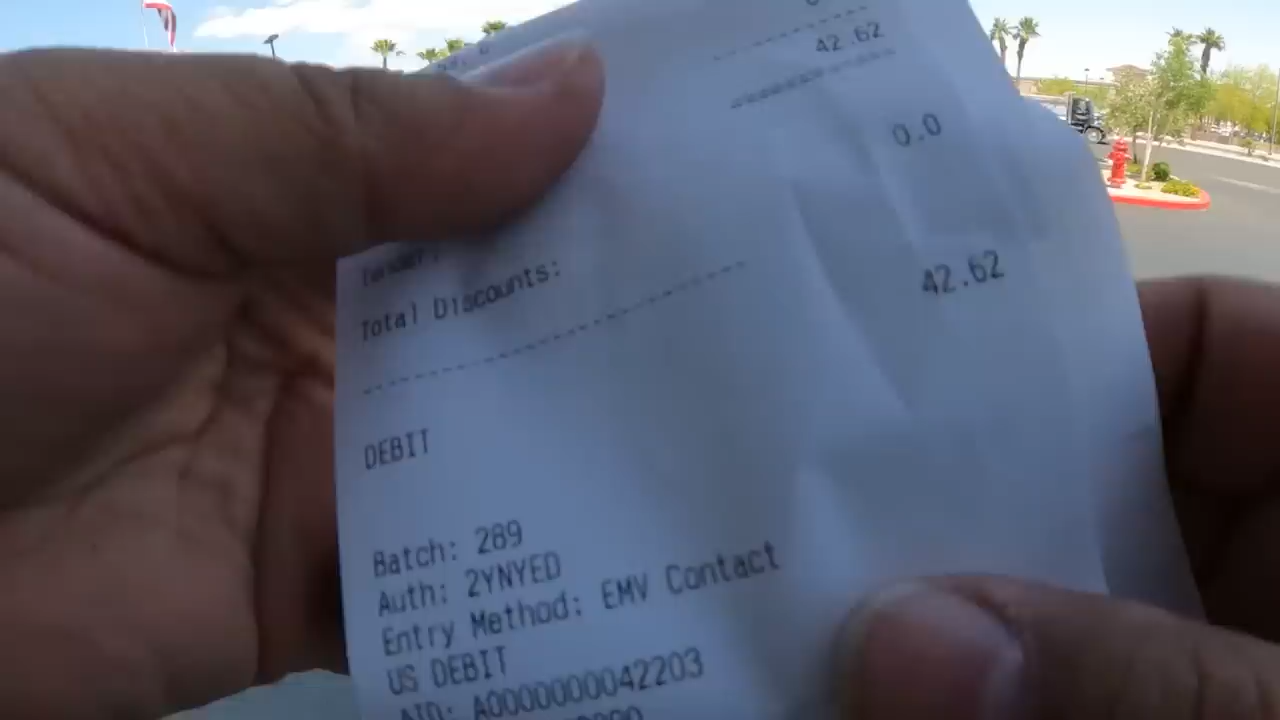 42.62
0.0
Total Discounts:
42.62
DEBIT
Batch: 289
Auth: 2YNYED
Entry Method: EMV Contact
US DEBIT
AID: A0000000042203